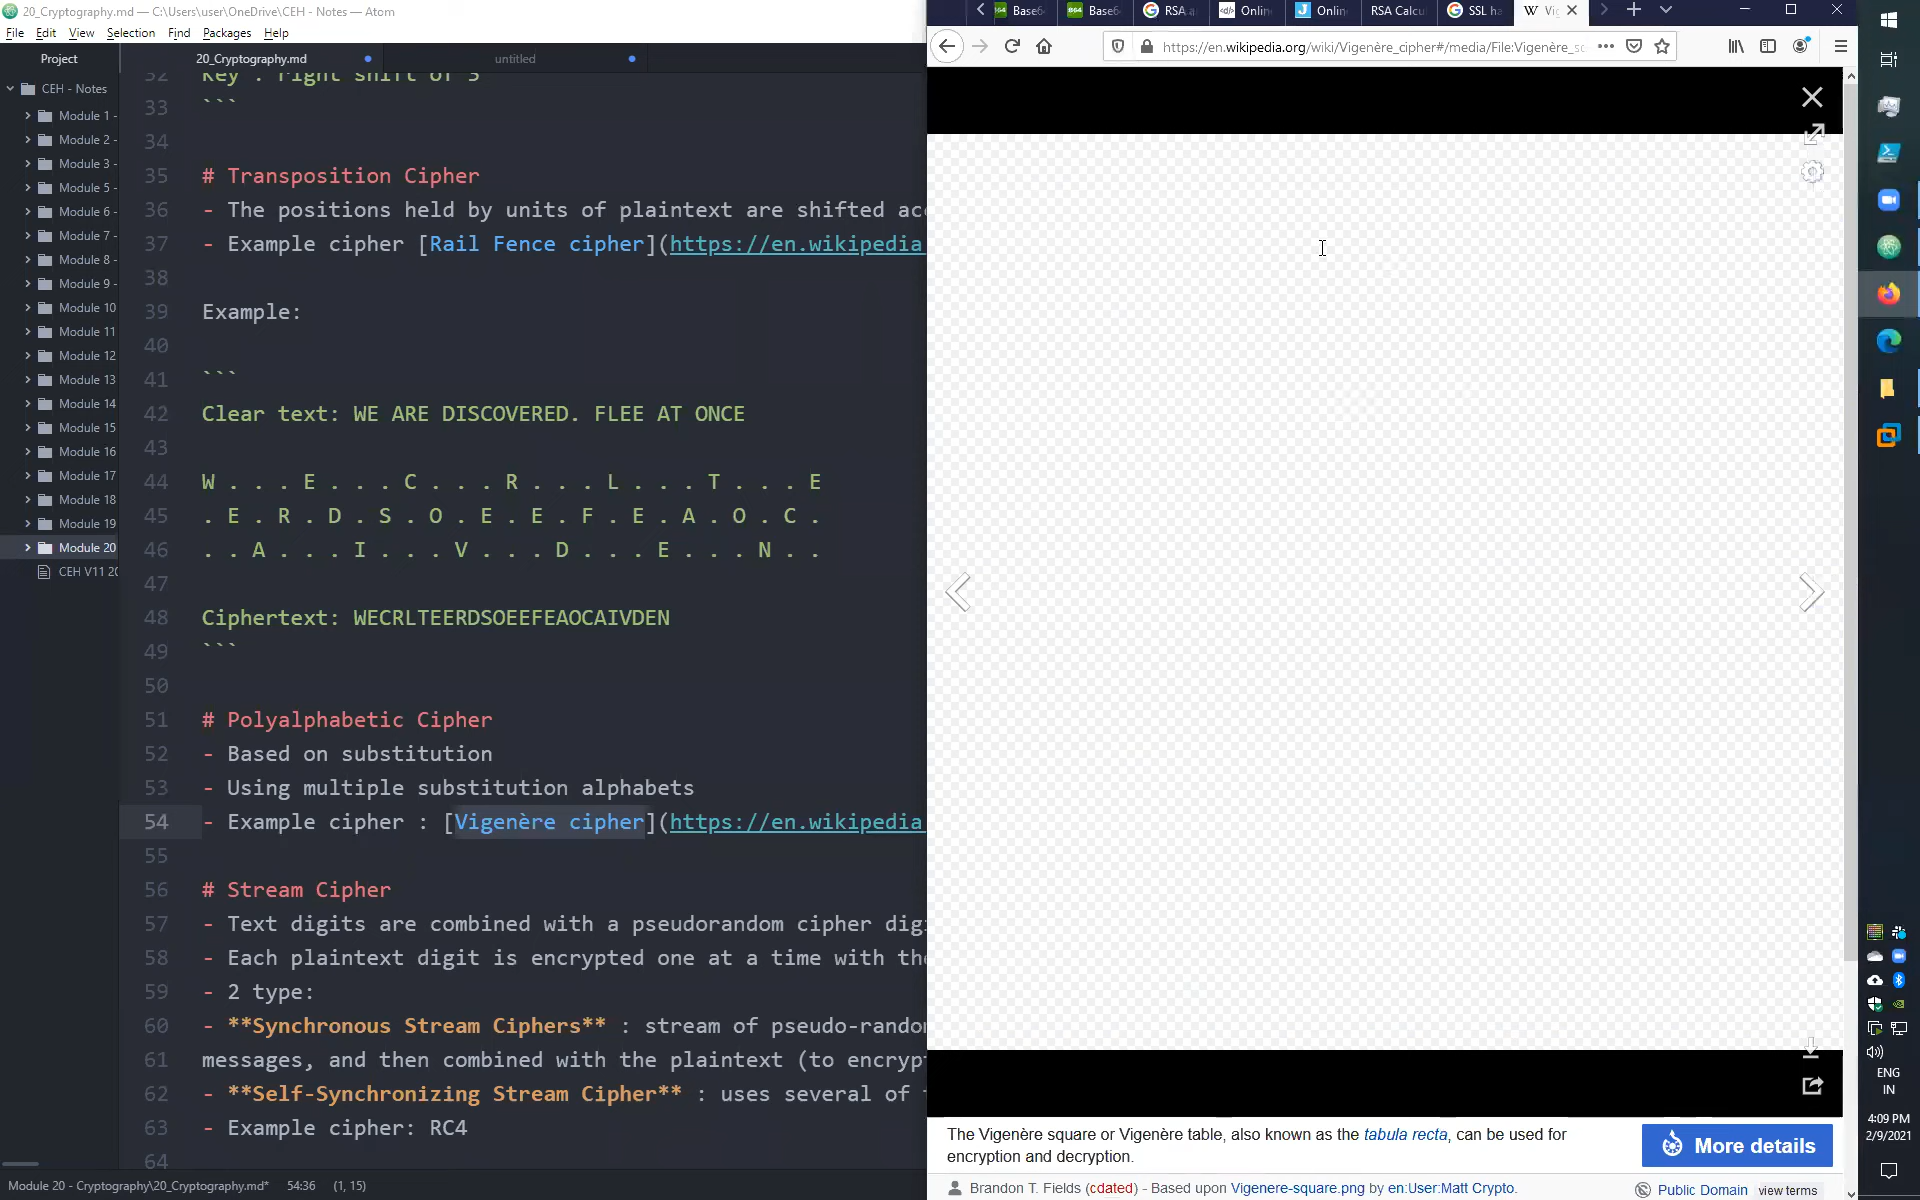 20_Cryptography.md — C:\Users\user\OneDrive\CEH - Notes — Atom
File Edit View Selection Find Packages Help
Project
20_Cryptography.md
untitled
CEH - Notes
Module 1 -
Module 2 -
Module 3 -
Module 5 -
Module 6 -
Module 7 -
Module 8 -
Module 9 -
Module 10
Module 11
Module 12
Module 13
Module 14
Module 15
Module 16
Module 17
Module 18
Module 19
Module 20
CEH V11 20
32 Key : right shift of 3
33 ```
34
35 # Transposition Cipher
36 - The positions held by units of plaintext are shifted acc
37 - Example cipher [Rail Fence cipher](https://en.wikipedia
38
39 Example:
40
41 ```
42 Clear text: WE ARE DISCOVERED. FLEE AT ONCE
43
44 W . . . E . . . C . . . R . . . L . . . T . . . E
45 . E . R . D . S . O . E . E . F . E . A . O . C .
46 . . A . . . I . . . V . . . D . . . E . . . N . .
47
48 Ciphertext: WECRLTEERDSOEEFEAOCAIVDEN
49 ```
50
51 # Polyalphabetic Cipher
52 - Based on substitution
53 - Using multiple substitution alphabets
54 - Example cipher : [Vigenère cipher](https://en.wikipedia
55
56 # Stream Cipher
57 - Text digits are combined with a pseudorandom cipher dig
58 - Each plaintext digit is encrypted one at a time with the
59 - 2 type:
60 - **Synchronous Stream Ciphers** : stream of pseudo-random
61 messages, and then combined with the plaintext (to encryp
62 - **Self-Synchronizing Stream Cipher** : uses several of
63 - Example cipher: RC4
64
Module 20 - Cryptography\20_Cryptography.md* 54:36 (1, 15)
Base6 Base6 RSA a Onlin Onlin RSA Calcu SSL ha Vig
https://en.wikipedia.org/wiki/Vigenère_cipher#/media/File:Vigenère_s
The Vigenère square or Vigenère table, also known as the tabula recta, can be used for
encryption and decryption.
More details
Brandon T. Fields (cdated) - Based upon Vigenere-square.png by en:User:Matt Crypto.
Public Domain view terms
ENG
IN
4:09 PM
2/9/2021